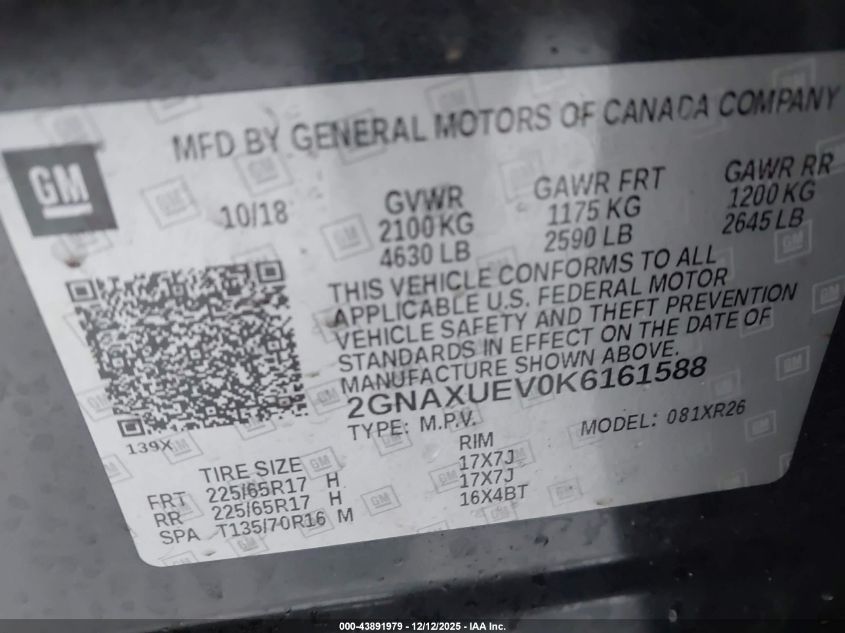 MFD BY GENERAL MOTORS OF CANADA COMPANY
GM
10/18
GVWR
2100 KG
4630 LB
GAWR FRT
1175 KG
2590 LB
GAWR RR
1200 KG
2645 LB
THIS VEHICLE CONFORMS TO ALL
APPLICABLE U.S. FEDERAL MOTOR
VEHICLE SAFETY AND THEFT PREVENTION
STANDARDS IN EFFECT ON THE DATE OF
MANUFACTURE SHOWN ABOVE.
2GNAXUEV0K6161588
TYPE: M.P.V. MODEL: 081XR26
139X
TIRE SIZE RIM
FRT 225/65R17 H 17X7J
RR 225/65R17 H 17X7J
SPA T135/70R16 M 16X4BT
000-43891979 - 12/12/2025 - IAA Inc.